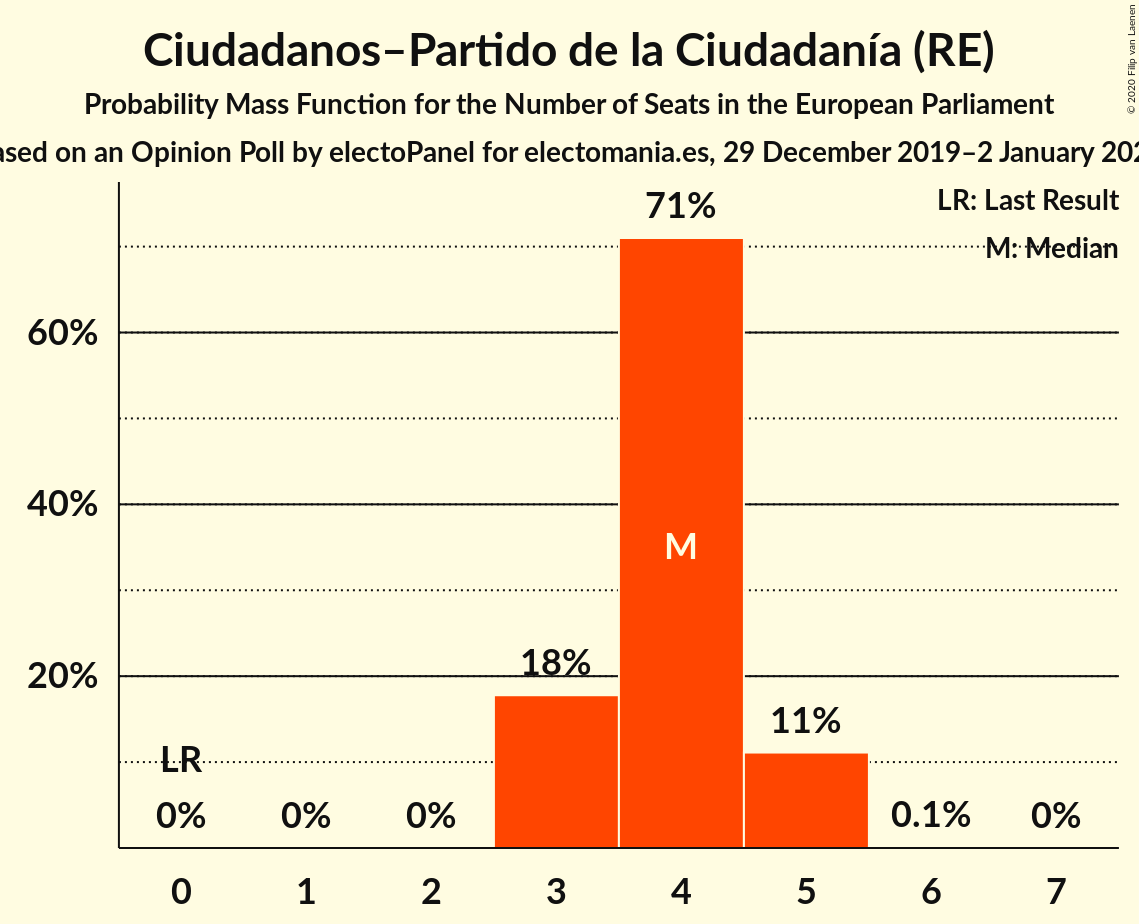 Ciudadanos–Partido de la Ciudadanía (RE)
Probability Mass Function for the Number of Seats in the European Parliament
ased on an Opinion Poll by electoPanel for electomania.es, 29 December 2019–2 January 202
© 2020 Filip van Laenen
LR: Last Result
M: Median
71%
60%
40%
M
20%
18%
11%
LR
0%
0%
0%
0.1%
0%
0 1 2 3 4 5 6 7